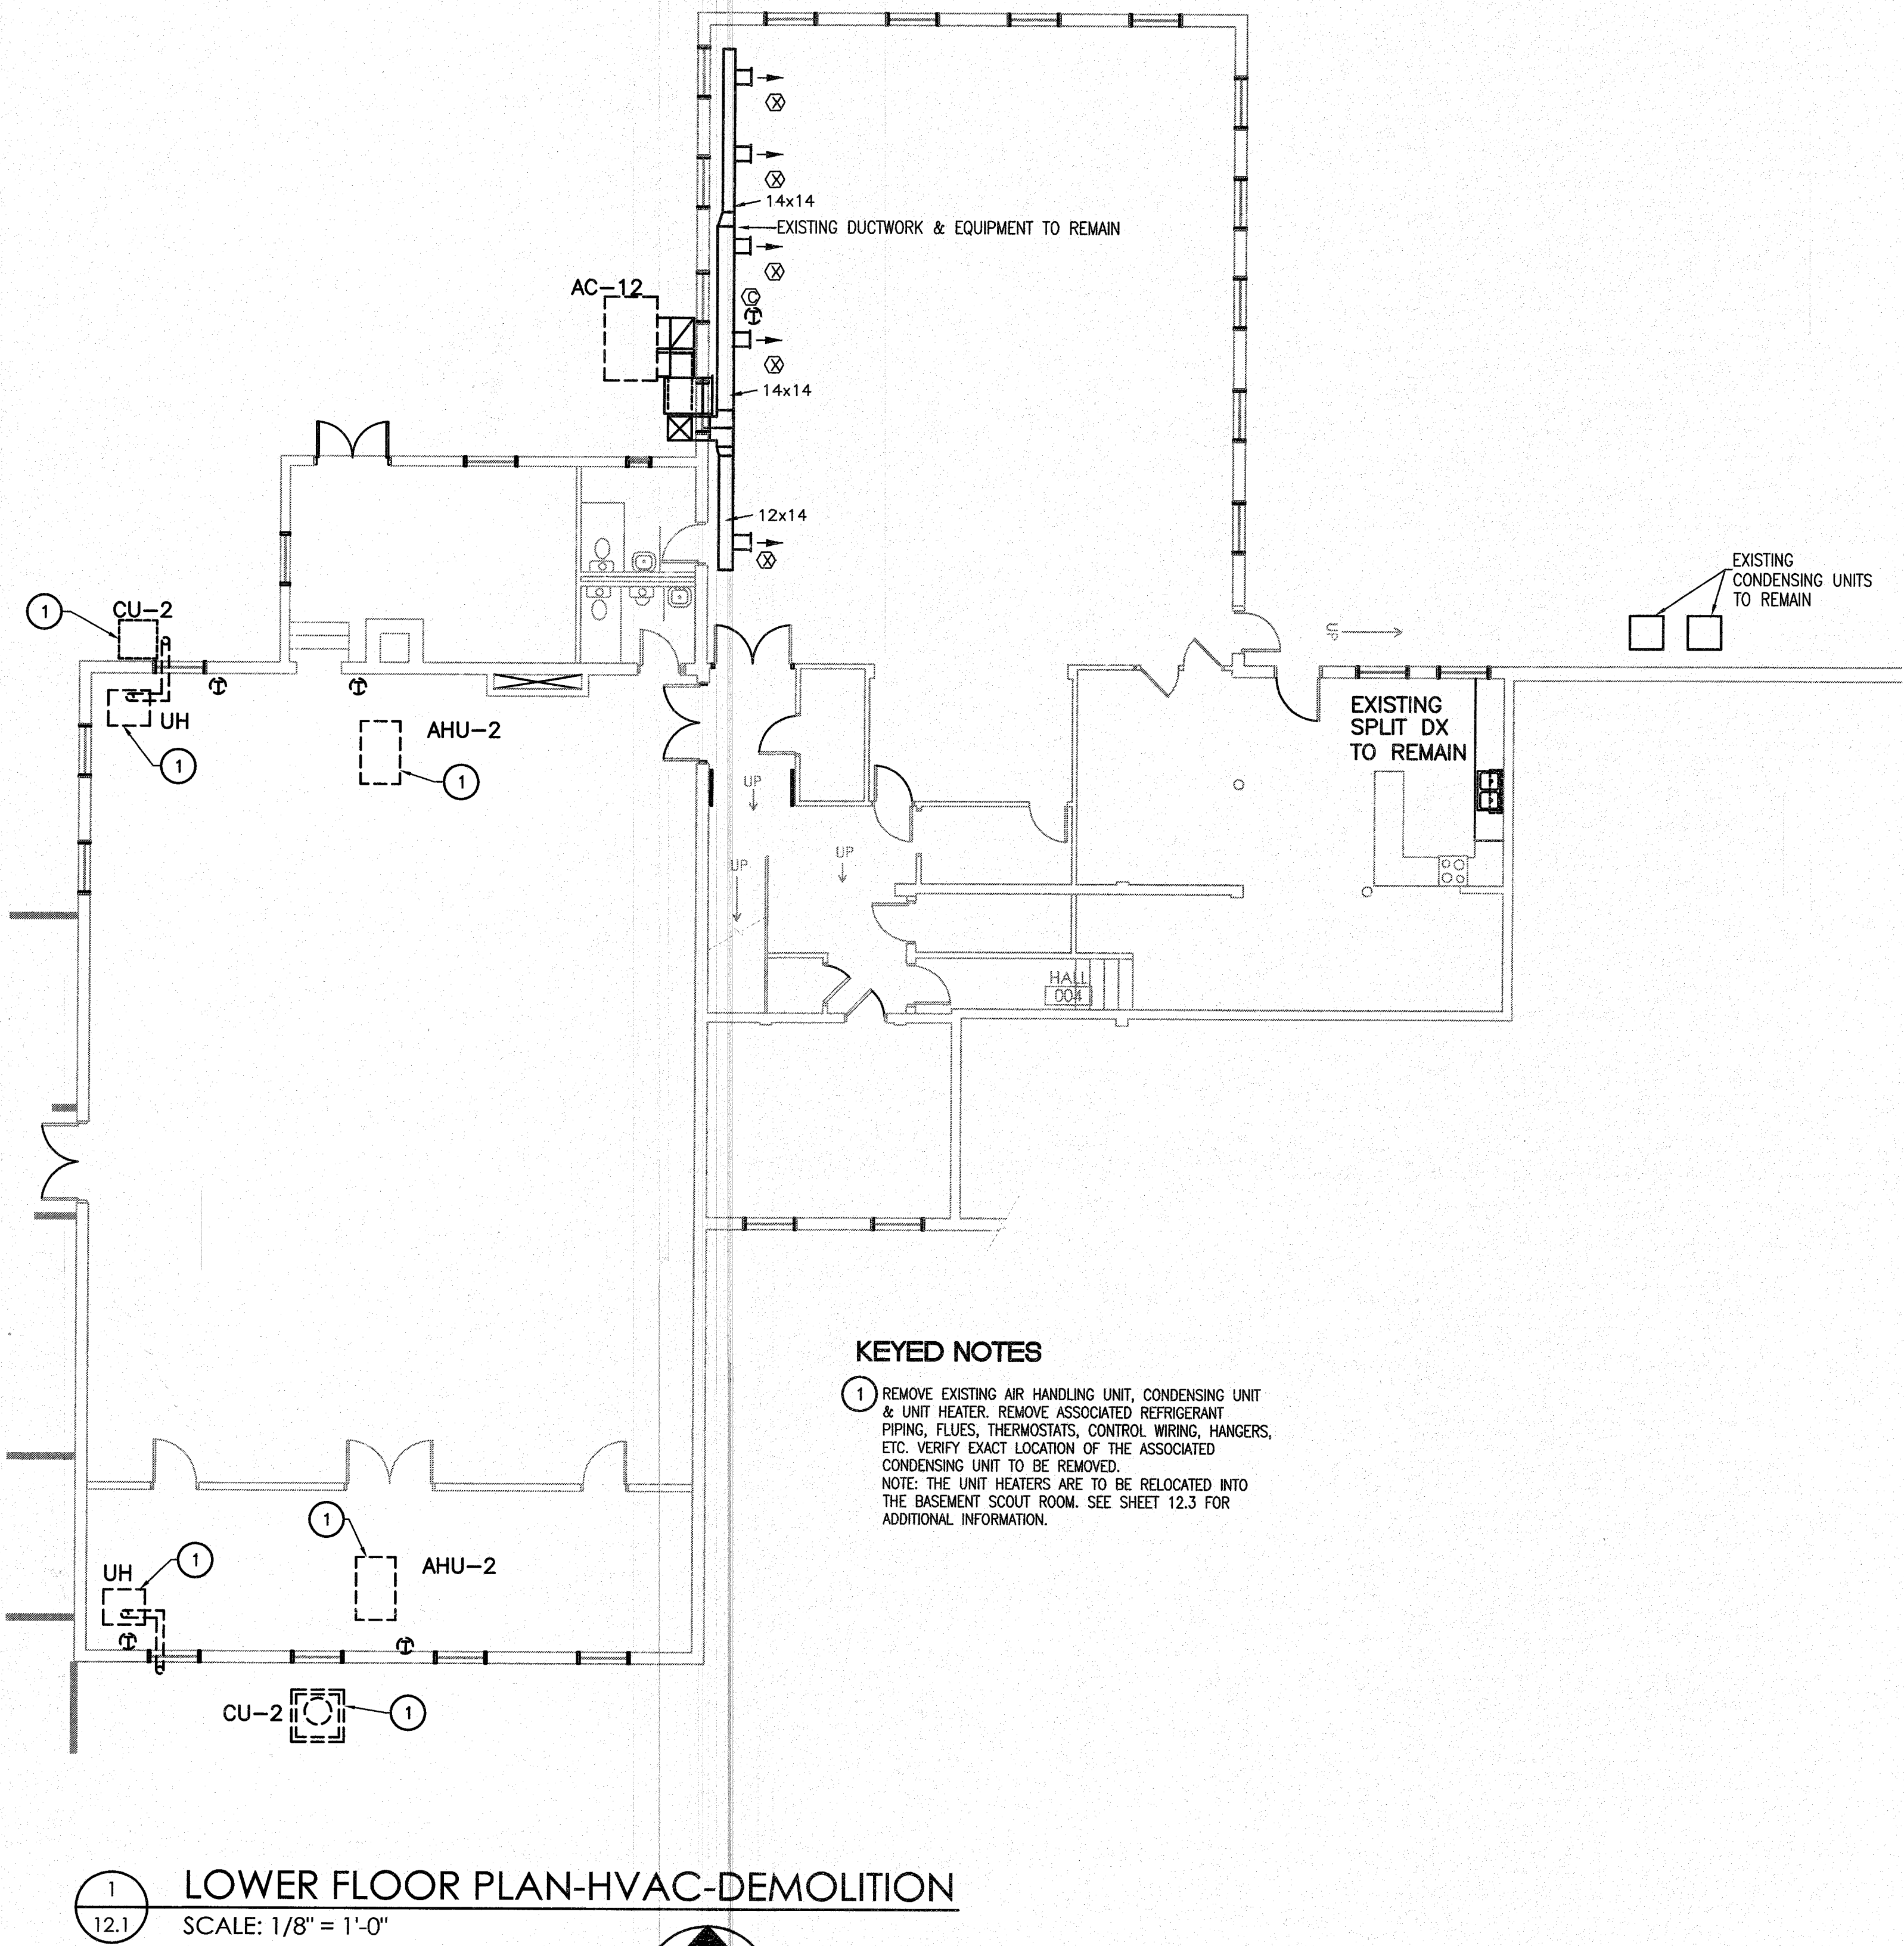 X
X
14x14
EXISTING DUCTWORK & EQUIPMENT TO REMAIN
X
AC-12
C
T
X
14x14
12x14
X
EXISTING
CONDENSING UNITS
TO REMAIN
1
CU-2
UP
T
T
UH
1
AHU-2
1
EXISTING
SPLIT DX
TO REMAIN
UP
UP
UP
HALL
004
KEYED NOTES
1 REMOVE EXISTING AIR HANDLING UNIT, CONDENSING UNIT
& UNIT HEATER. REMOVE ASSOCIATED REFRIGERANT
PIPING, FLUES, THERMOSTATS, CONTROL WIRING, HANGERS,
ETC. VERIFY EXACT LOCATION OF THE ASSOCIATED
CONDENSING UNIT TO BE REMOVED.
NOTE: THE UNIT HEATERS ARE TO BE RELOCATED INTO
THE BASEMENT SCOUT ROOM. SEE SHEET 12.3 FOR
ADDITIONAL INFORMATION.
1
1
UH
AHU-2
T
T
CU-2
1
1
12.1
LOWER FLOOR PLAN-HVAC-DEMOLITION
SCALE: 1/8" = 1'-0"